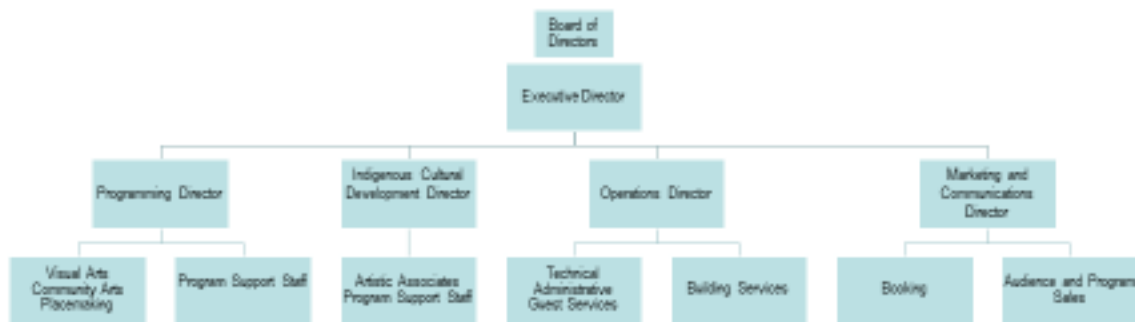 Board of
Directors
Executive Director
Programming Director
Indigenous Cultural
Development Director
Operations Director
Marketing and
Communications
Director
Visual Arts
Community Arts
Placemaking
Program Support Staff
Artistic Associates
Program Support Staff
Technical
Administrative
Guest Services
Building Services
Booking
Audience and Program
Sales